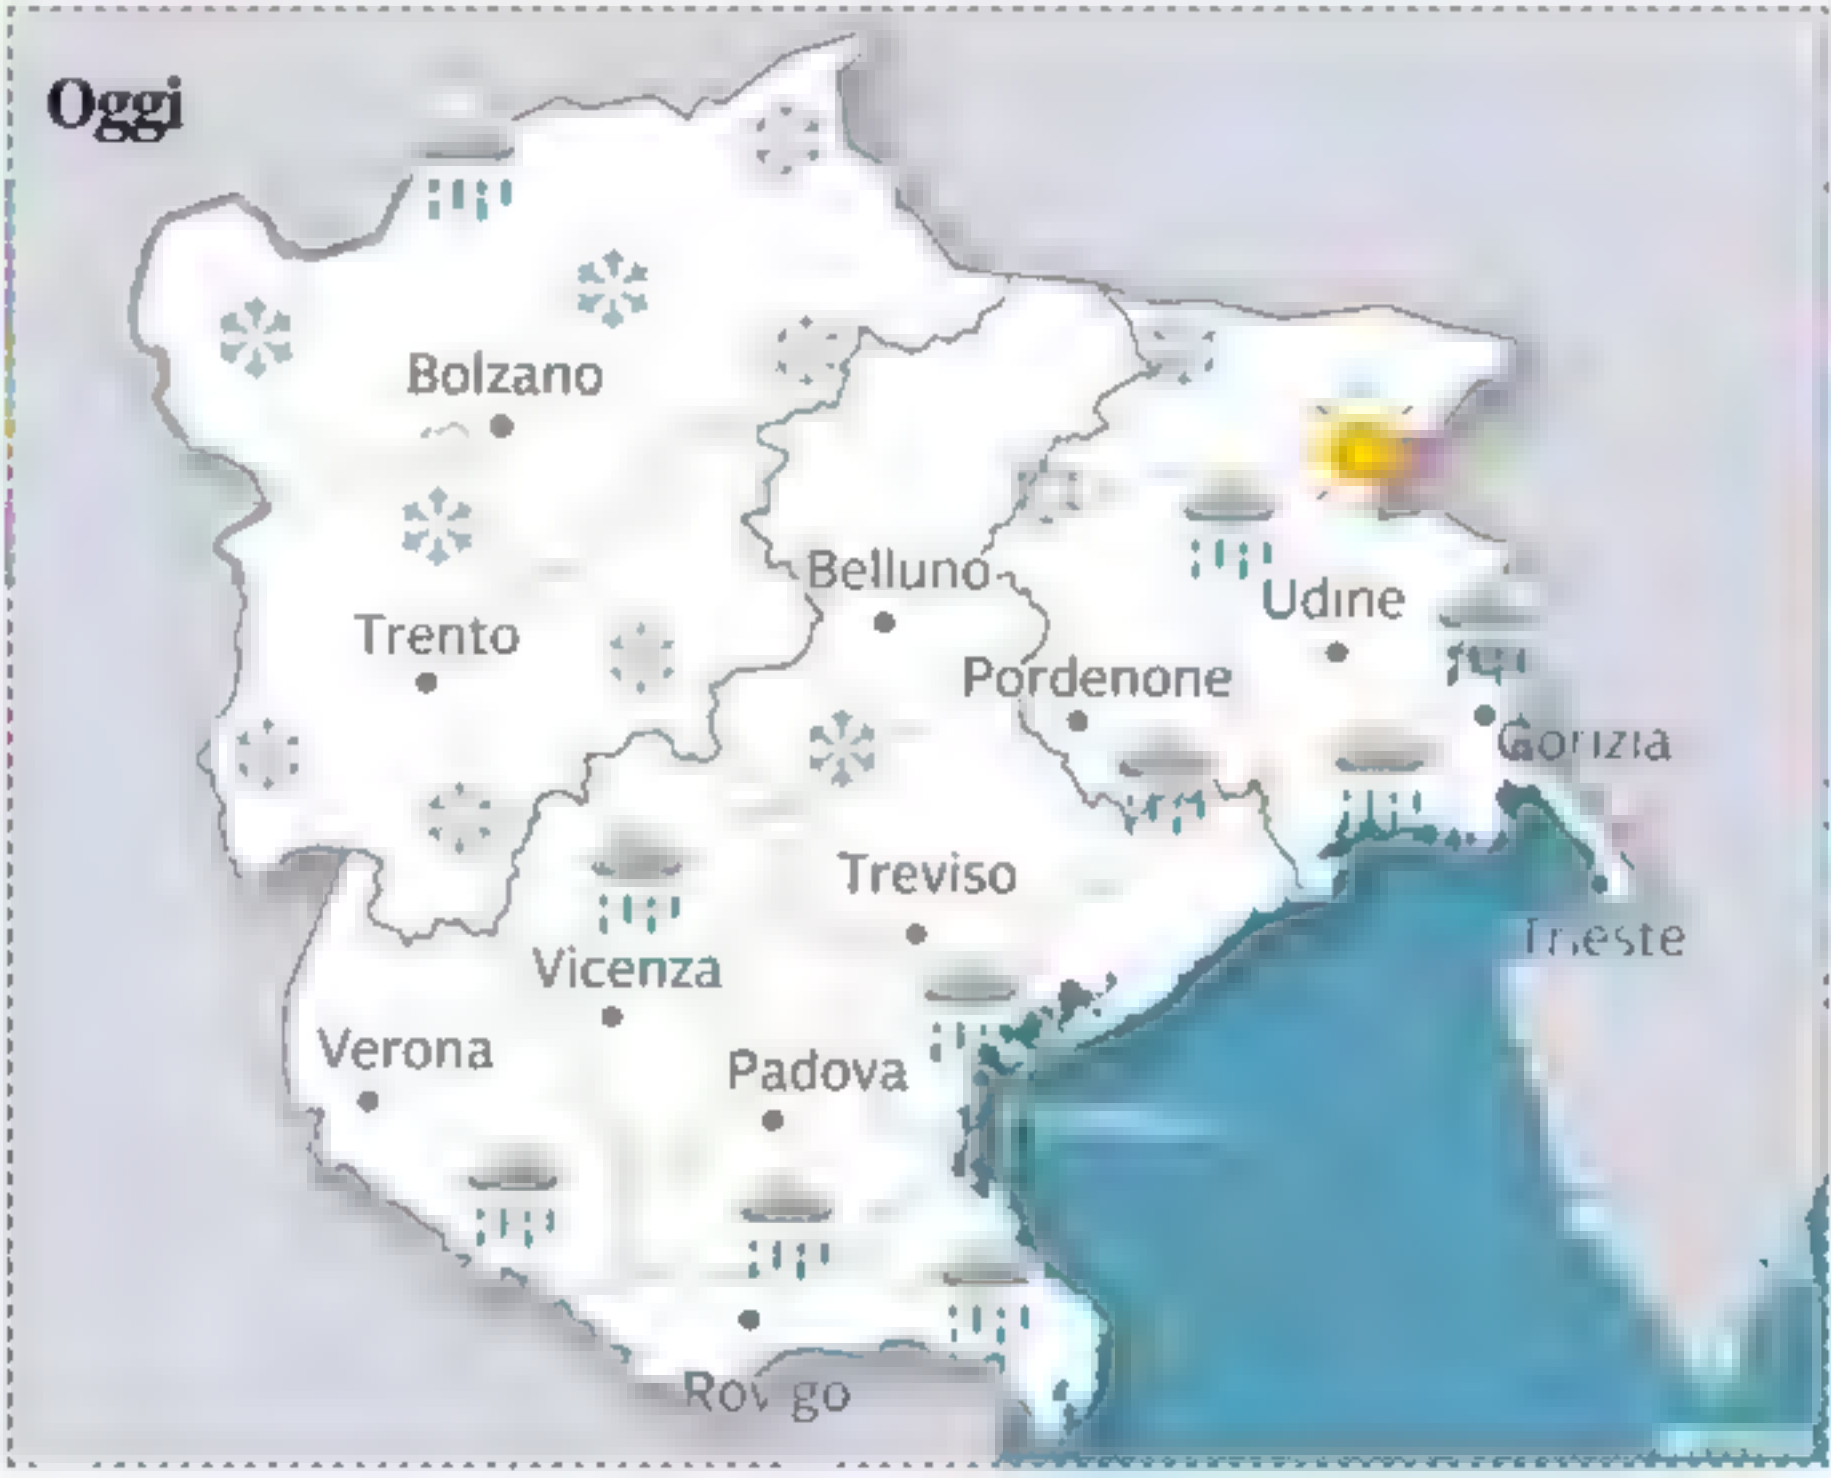 Oggi
Bolzano
Belluno
Udine
Trento
Pordenone
Gorizia
Treviso
Trieste
Vicenza
Verona
Padova
Rovigo